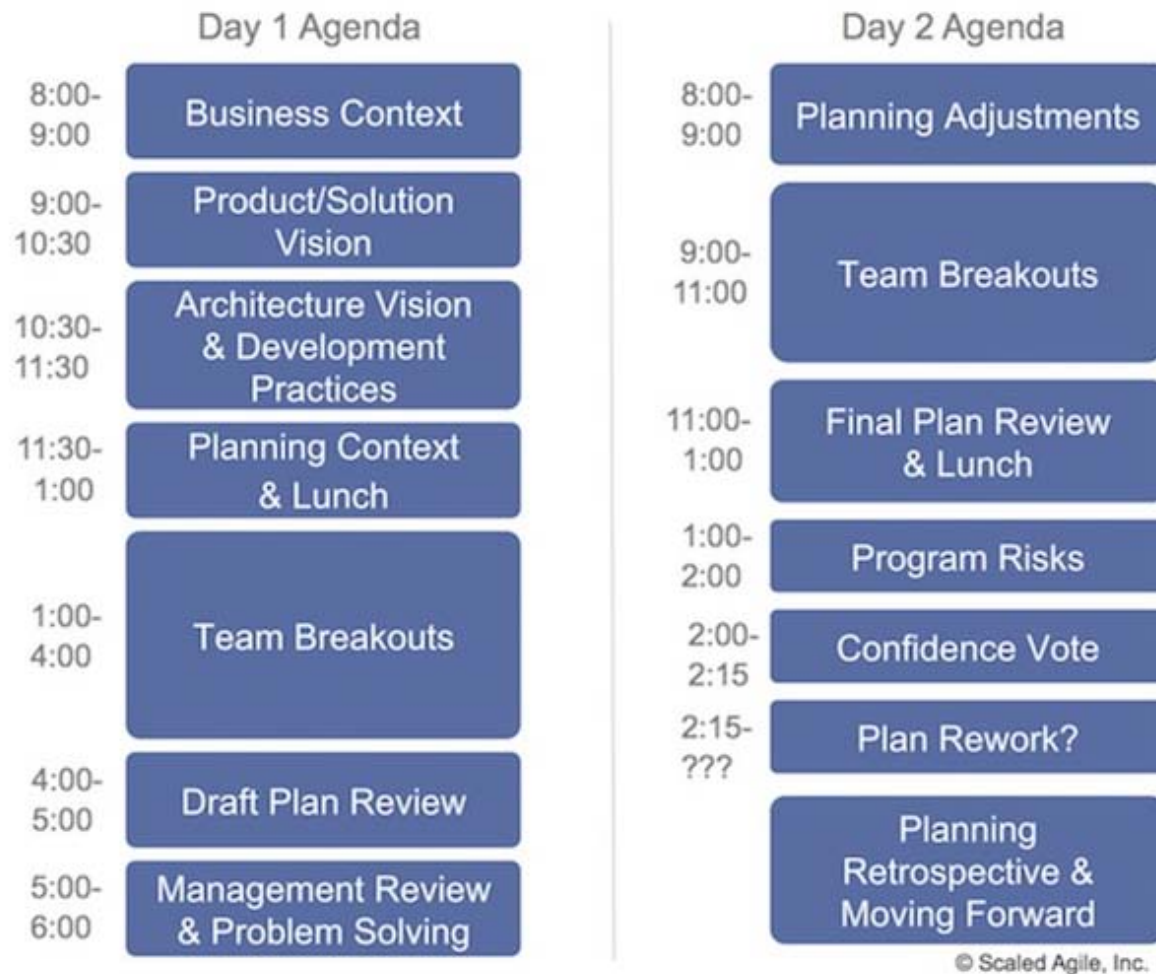 Day 1 Agenda
8:00-
9:00
Business Context
9:00-
10:30
Product/Solution
Vision
10:30-
11:30
Architecture Vision
& Development
Practices
11:30-
1:00
Planning Context
& Lunch
1:00-
4:00
Team Breakouts
4:00-
5:00
Draft Plan Review
5:00-
6:00
Management Review
& Problem Solving
Day 2 Agenda
8:00-
9:00
Planning Adjustments
9:00-
11:00
Team Breakouts
11:00-
1:00
Final Plan Review
& Lunch
1:00-
2:00
Program Risks
2:00-
2:15
Confidence Vote
2:15-
???
Plan Rework?
Planning
Retrospective &
Moving Forward
© Scaled Agile, Inc.